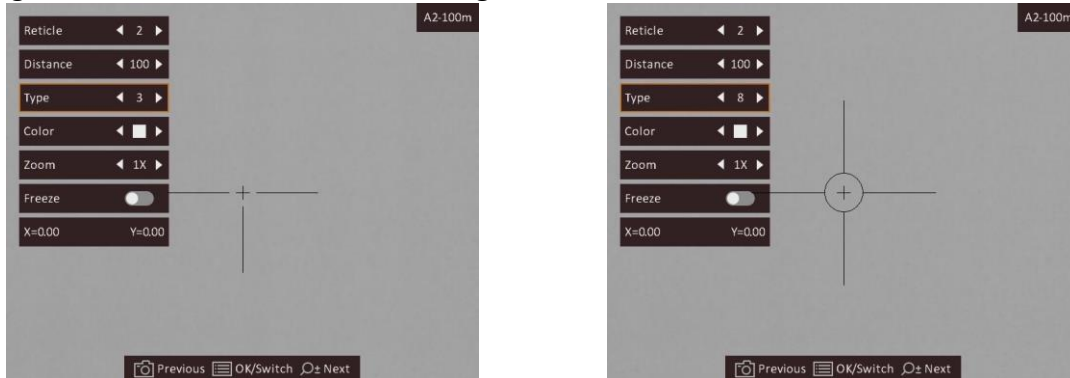 A2-100m
Reticle 2
Distance 100
Type 3
Color
Zoom 1X
Freeze
X=0.00 Y=0.00
Previous OK/Switch Next
A2-100m
Reticle 2
Distance 100
Type 8
Color
Zoom 1X
Freeze
X=0.00 Y=0.00
Previous OK/Switch Next